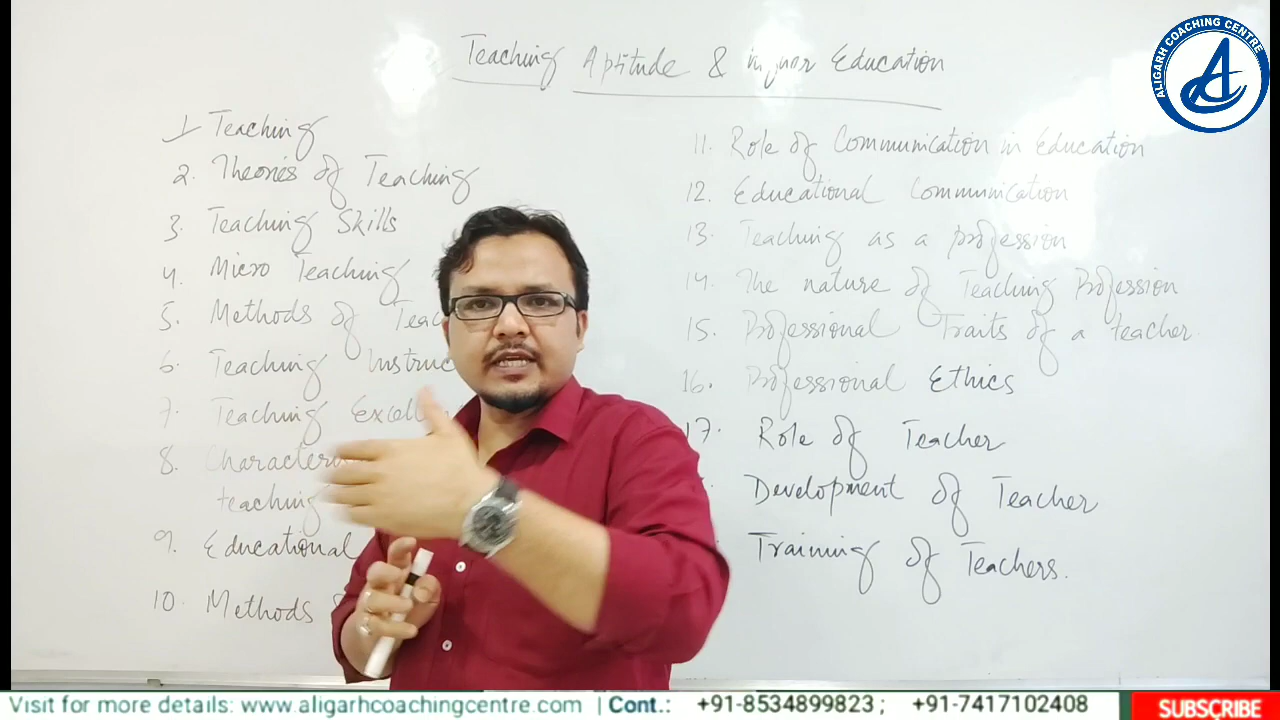 Teaching Aptitude & Higher Education
1. Teaching
2. Theories of Teaching
3. Teaching Skills
4. Micro Teaching
5. Methods of Teac
6. Teaching Instruc
7. Teaching Excell
8. Character
teaching
9. Educational
10. Methods
11. Role of Communication in Education
12. Educational Communication
13. Teaching as a profession
14. The nature of Teaching Profession
15. Professional Traits of a teacher.
16. Professional Ethics
17. Role of Teacher
Development of Teacher
Training of Teachers.
ALIGARH COACHING CENTRE
Visit for more details: www.aligarhcoachingcentre.com | Cont.: +91-8534899823 ; +91-7417102408
SUBSCRIBE